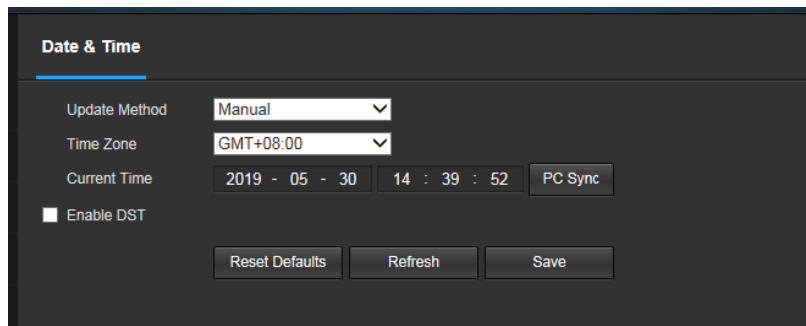 Date & Time
Update Method Manual
Time Zone GMT+08:00
Current Time 2019 - 05 - 30 14 : 39 : 52 PC Sync
Enable DST
Reset Defaults Refresh Save